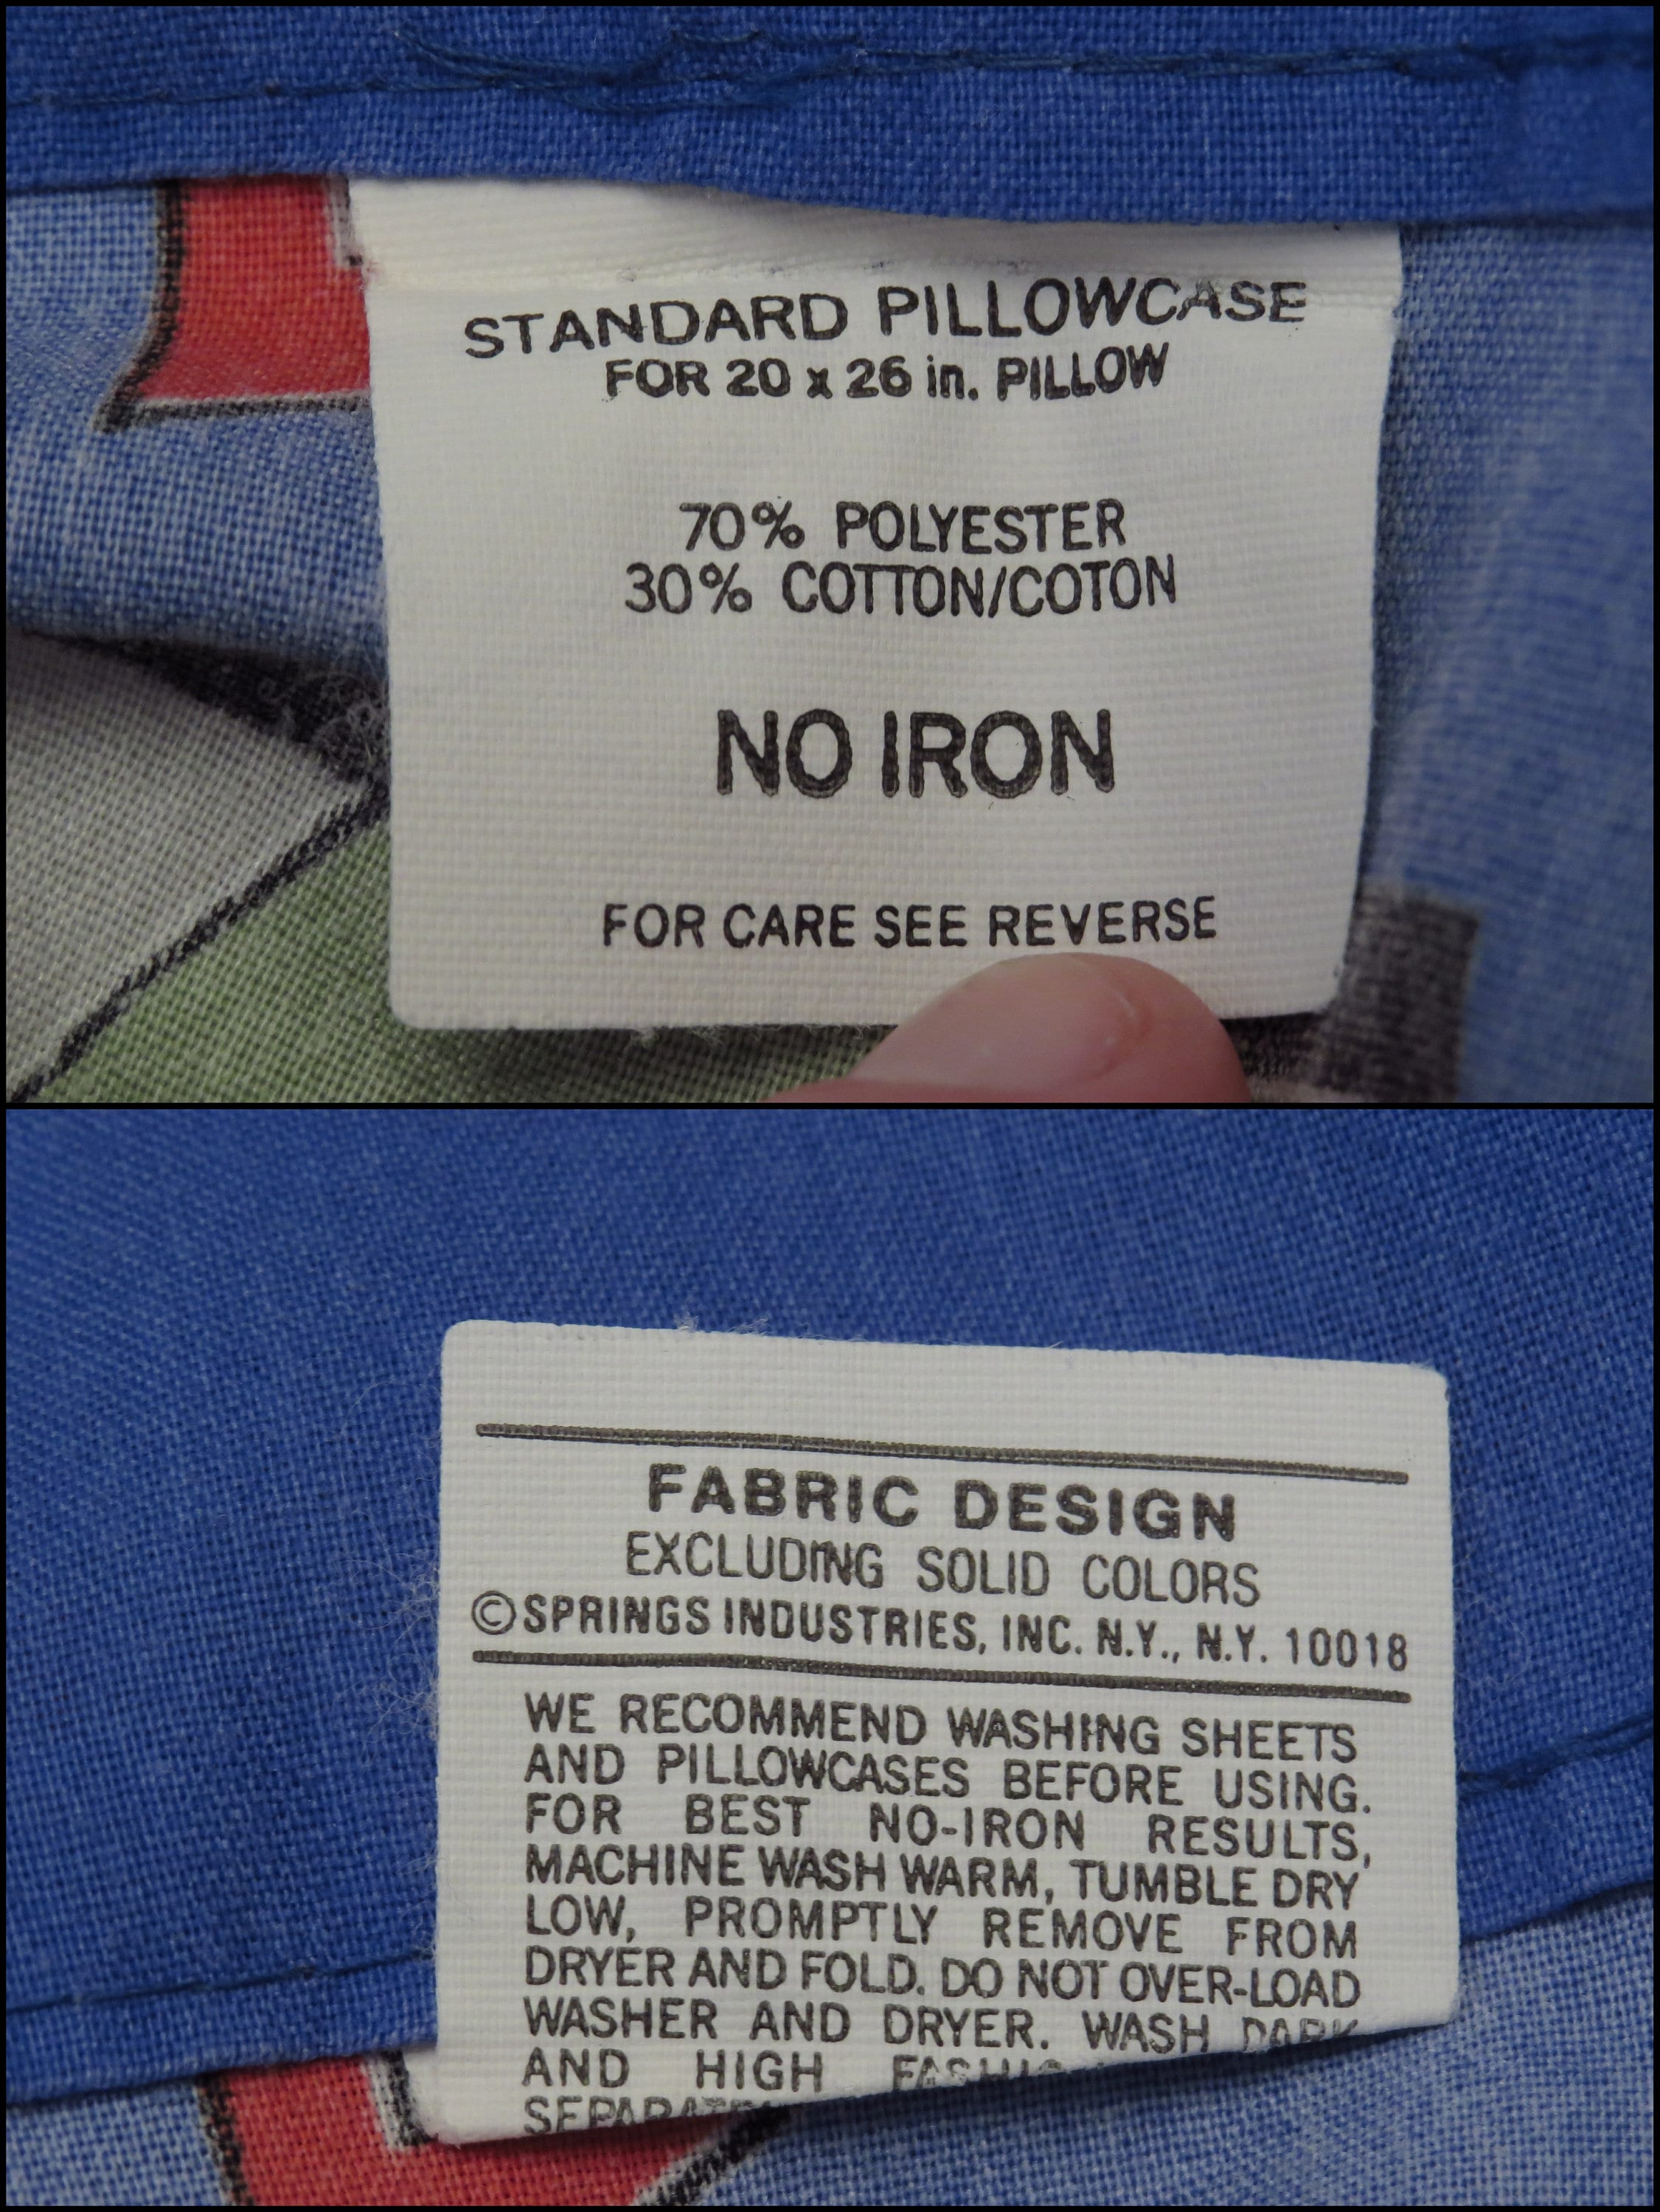 STANDARD PILLOWCASE
FOR 20 x 26 in. PILLOW
70% POLYESTER
30% COTTON/COTON
NO IRON
FOR CARE SEE REVERSE
FABRIC DESIGN
EXCLUDING SOLID COLORS
©SPRINGS INDUSTRIES, INC. N.Y., N.Y. 10018
WE RECOMMEND WASHING SHEETS
AND PILLOWCASES BEFORE USING.
FOR BEST NO-IRON RESULTS,
MACHINE WASH WARM, TUMBLE DRY
LOW, PROMPTLY REMOVE FROM
DRYER AND FOLD. DO NOT OVER-LOAD
WASHER AND DRYER. WASH DARK
AND HIGH